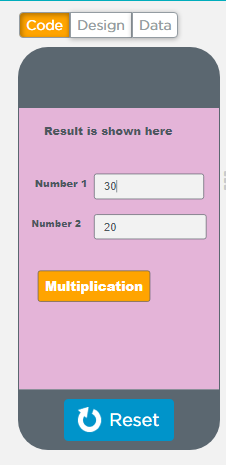 Code Design Data
Result is shown here
Number 1 30
Number 2 20
Multiplication
Reset